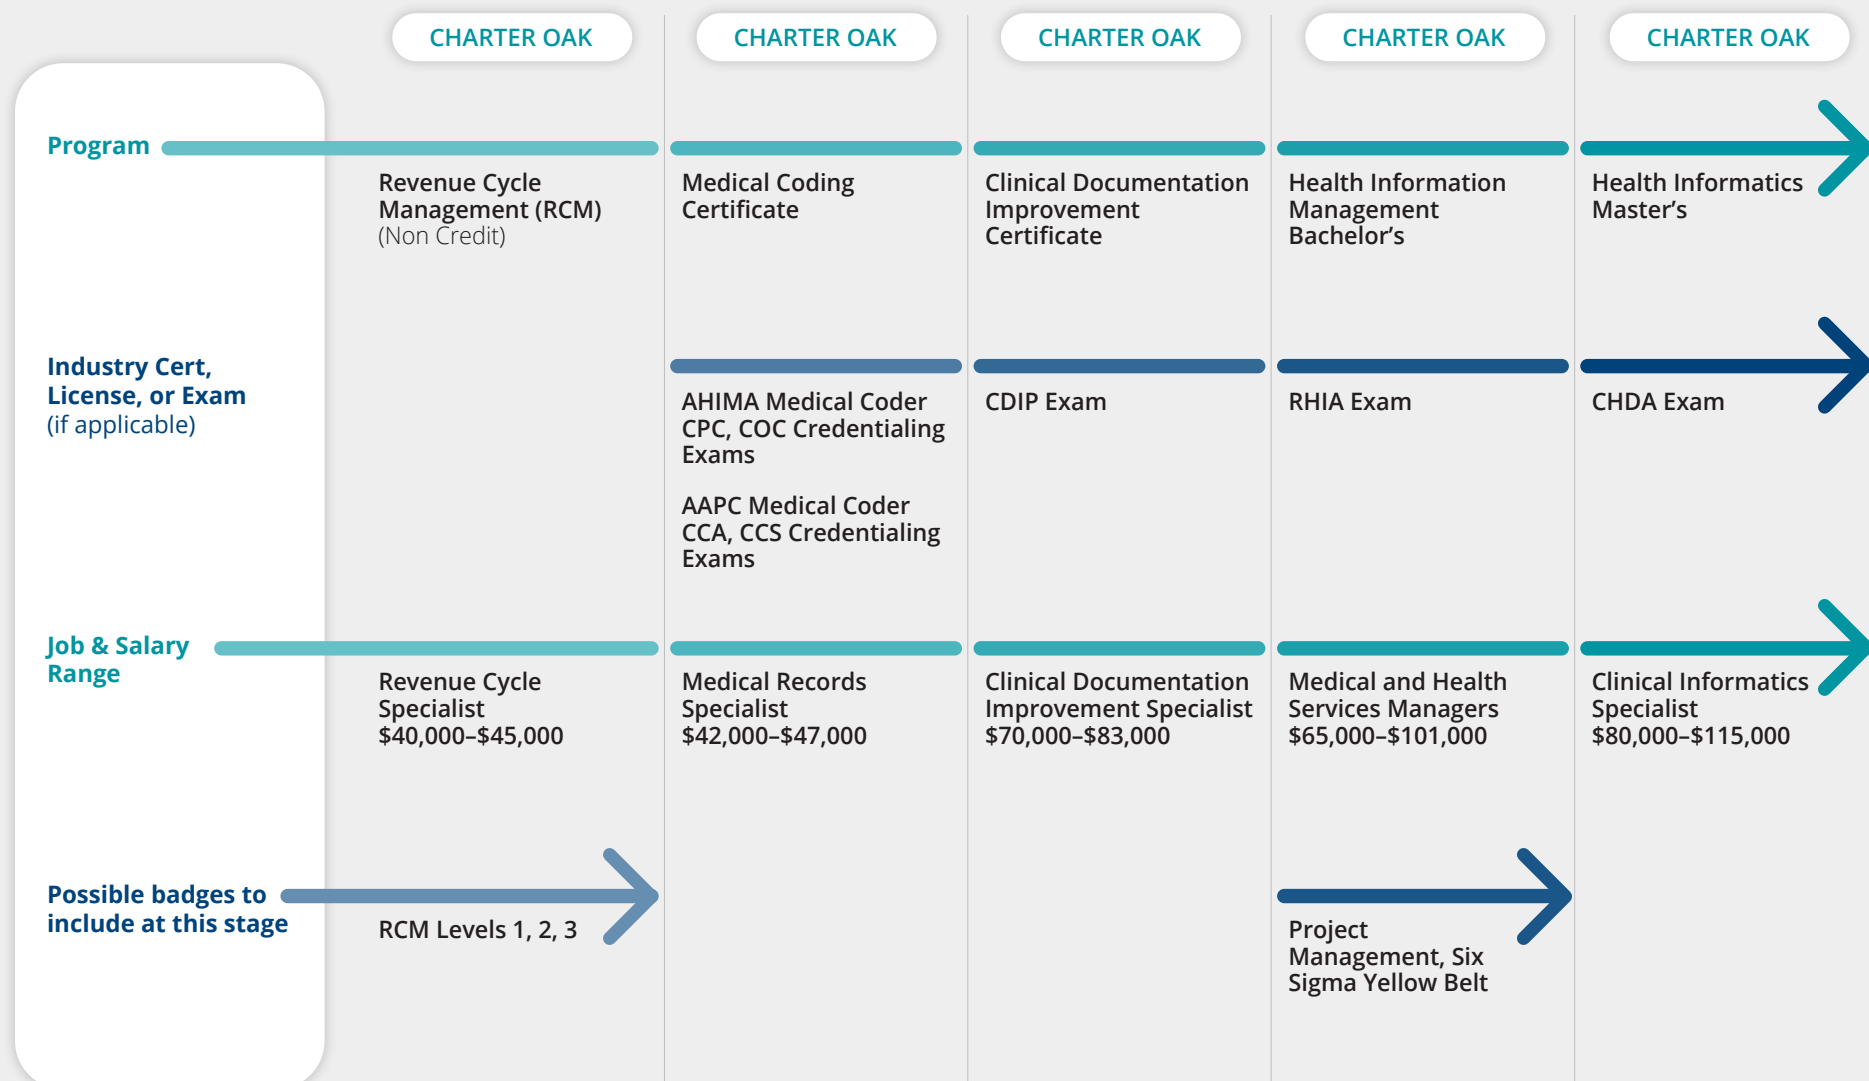 CHARTER OAK
CHARTER OAK
CHARTER OAK
CHARTER OAK
CHARTER OAK
Program
Revenue Cycle
Management (RCM)
(Non Credit)
Medical Coding
Certificate
Clinical Documentation
Improvement
Certificate
Health Information
Management
Bachelor’s
Health Informatics
Master’s
Industry Cert,
License, or Exam
(if applicable)
AHIMA Medical Coder
CPC, COC Credentialing
Exams
AAPC Medical Coder
CCA, CCS Credentialing
Exams
CDIP Exam
RHIA Exam
CHDA Exam
Job & Salary
Range
Revenue Cycle
Specialist
$40,000–$45,000
Medical Records
Specialist
$42,000–$47,000
Clinical Documentation
Improvement Specialist
$70,000–$83,000
Medical and Health
Services Managers
$65,000–$101,000
Clinical Informatics
Specialist
$80,000–$115,000
Possible badges to
include at this stage
RCM Levels 1, 2, 3
Project
Management, Six
Sigma Yellow Belt